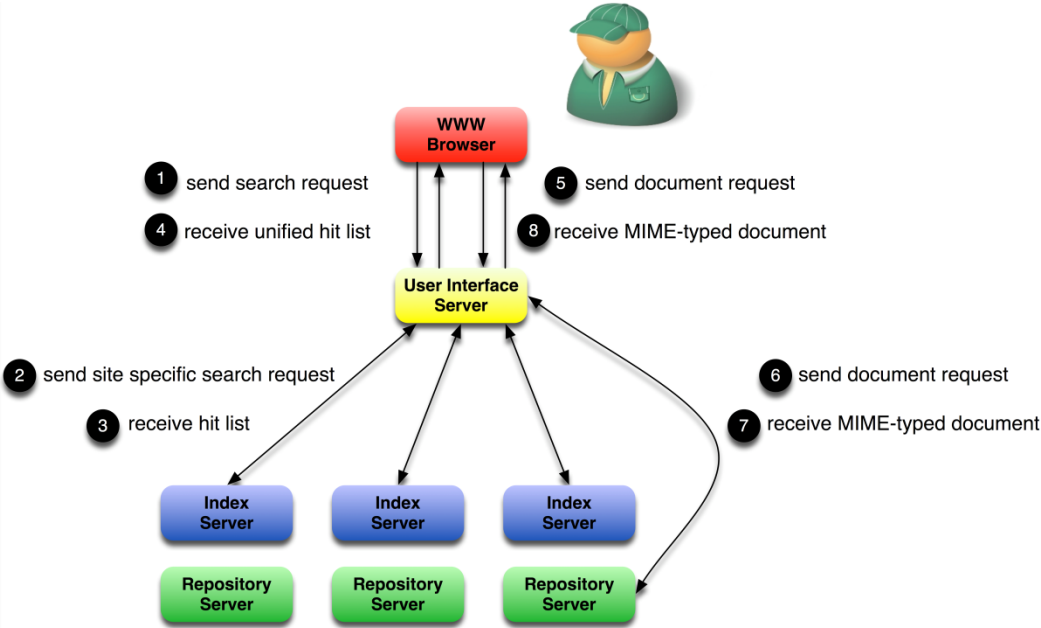 WWW
Browser
1 send search request
5 send document request
4 receive unified hit list
8 receive MIME-typed document
User Interface
Server
2 send site specific search request
6 send document request
3 receive hit list
7 receive MIME-typed document
Index
Server
Index
Server
Index
Server
Repository
Server
Repository
Server
Repository
Server